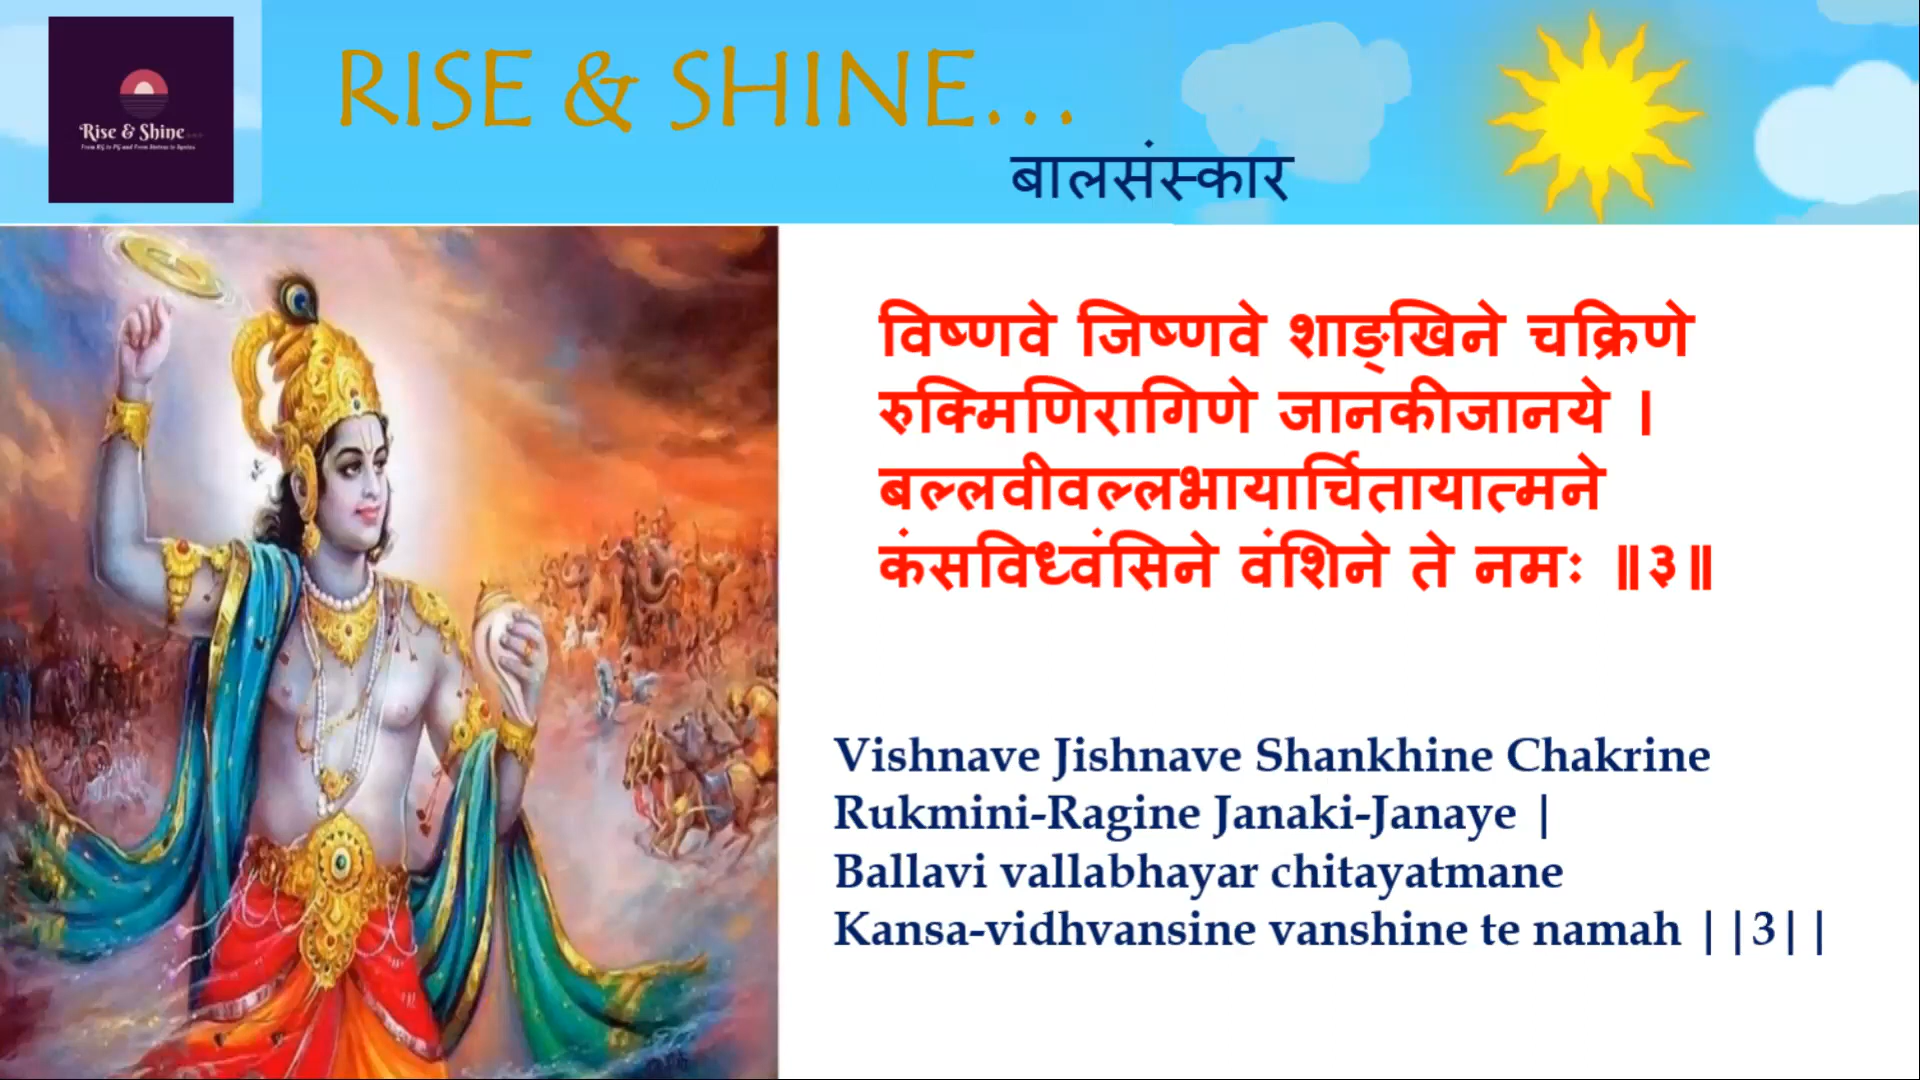 Rise & Shine
RISE & SHINE...
बालसंस्कार
विष्णवे जिष्णवे शाङ्खिने चक्रिणे
रुक्मिणिरागिणे जानकीजानये ।
बल्लवीवल्लभायार्चितायात्मने
कंसविध्वंसिने वंशिने ते नमः ॥३॥
Vishnave Jishnave Shankhine Chakrine
Rukmini-Ragine Janaki-Janaye |
Ballavi vallabhayar chitayatmane
Kansa-vidhvansine vanshine te namah ||3||